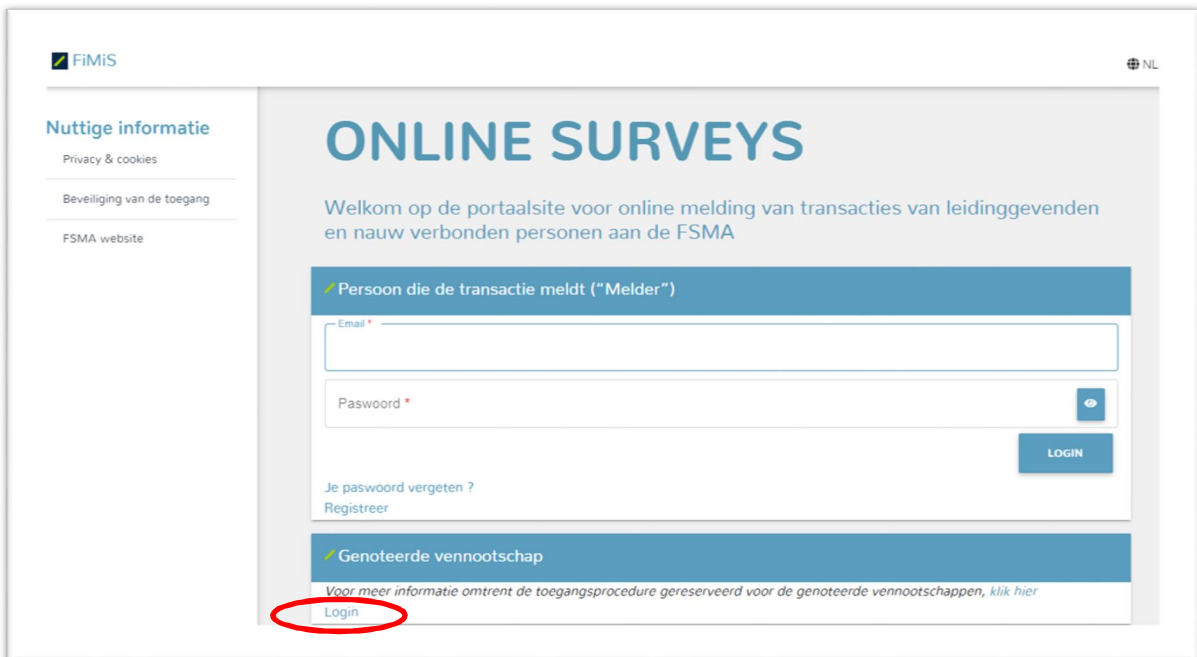 FiMiS
NL
Nuttige informatie
Privacy & cookies
Beveiliging van de toegang
FSMA website
ONLINE SURVEYS
Welkom op de portaalsite voor online melding van transacties van leidinggevenden
en nauw verbonden personen aan de FSMA
Persoon die de transactie meldt (“Melder”)
Email *
Paswoord *
LOGIN
Je paswoord vergeten ?
Registreer
Genoteerde vennootschap
Voor meer informatie omtrent de toegangsprocedure gereserveerd voor de genoteerde vennootschappen, klik hier
Login